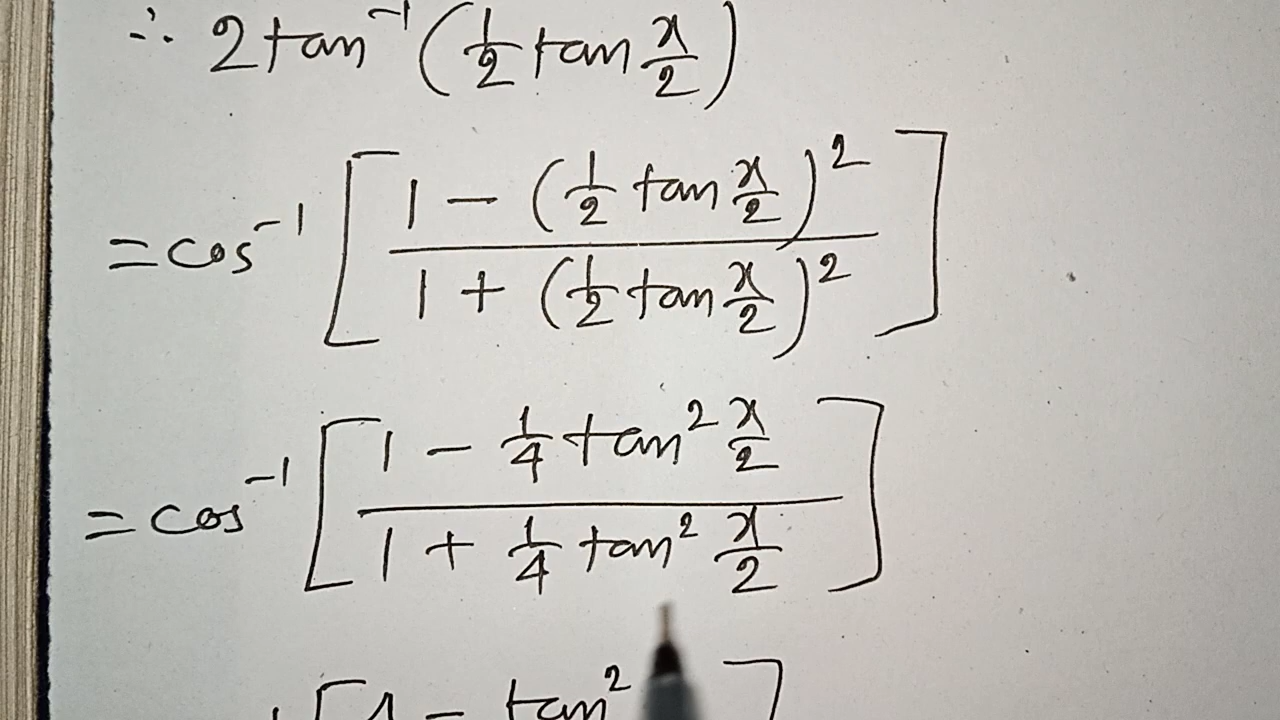 ∴ 2tan⁻¹(1/2 tan x/2)
= cos⁻¹ [ (1 − (1/2 tan x/2)²) / (1 + (1/2 tan x/2)²) ]
= cos⁻¹ [ (1 − 1/4 tan² x/2) / (1 + 1/4 tan² x/2) ]
[ − tan² ]